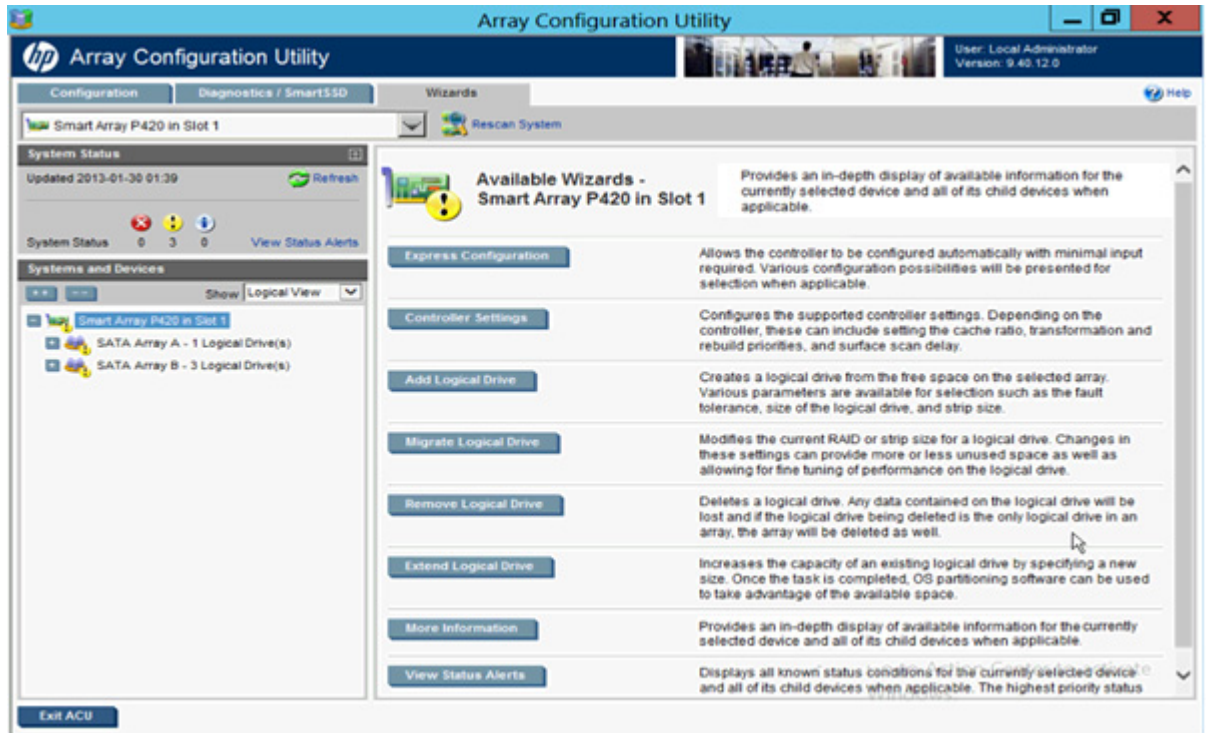 Array Configuration Utility
hp Array Configuration Utility
User: Local Administrator
Version: 9.40.12.0
Configuration
Diagnostics / SmartSSD
Wizards
Help
Smart Array P420 in Slot 1
Rescan System
System Status
Updated 2013-01-30 01:39
Refresh
System Status 0 3 0 View Status Alerts
Systems and Devices
Show Logical View
Smart Array P420 in Slot 1
SATA Array A - 1 Logical Drive(s)
SATA Array B - 3 Logical Drive(s)
Available Wizards -
Smart Array P420 in Slot 1
Provides an in-depth display of available information for the
currently selected device and all of its child devices when
applicable.
Express Configuration
Allows the controller to be configured automatically with minimal input
required. Various configuration possibilities will be presented for
selection when applicable.
Controller Settings
Configures the supported controller settings. Depending on the
controller, these can include setting the cache ratio, transformation and
rebuild priorities, and surface scan delay.
Add Logical Drive
Creates a logical drive from the free space on the selected array.
Various parameters are available for selection such as the fault
tolerance, size of the logical drive, and strip size.
Migrate Logical Drive
Modifies the current RAID or strip size for a logical drive. Changes in
these settings can provide more or less unused space as well as
allowing for fine tuning of performance on the logical drive.
Remove Logical Drive
Deletes a logical drive. Any data contained on the logical drive will be
lost and if the logical drive being deleted is the only logical drive in an
array, the array will be deleted as well.
Extend Logical Drive
Increases the capacity of an existing logical drive by specifying a new
size. Once the task is completed, OS partitioning software can be used
to take advantage of the available space.
More Information
Provides an in-depth display of available information for the currently
selected device and all of its child devices when applicable.
View Status Alerts
Displays all known status conditions for the currently selected device
and all of its child devices when applicable. The highest priority status
Exit ACU